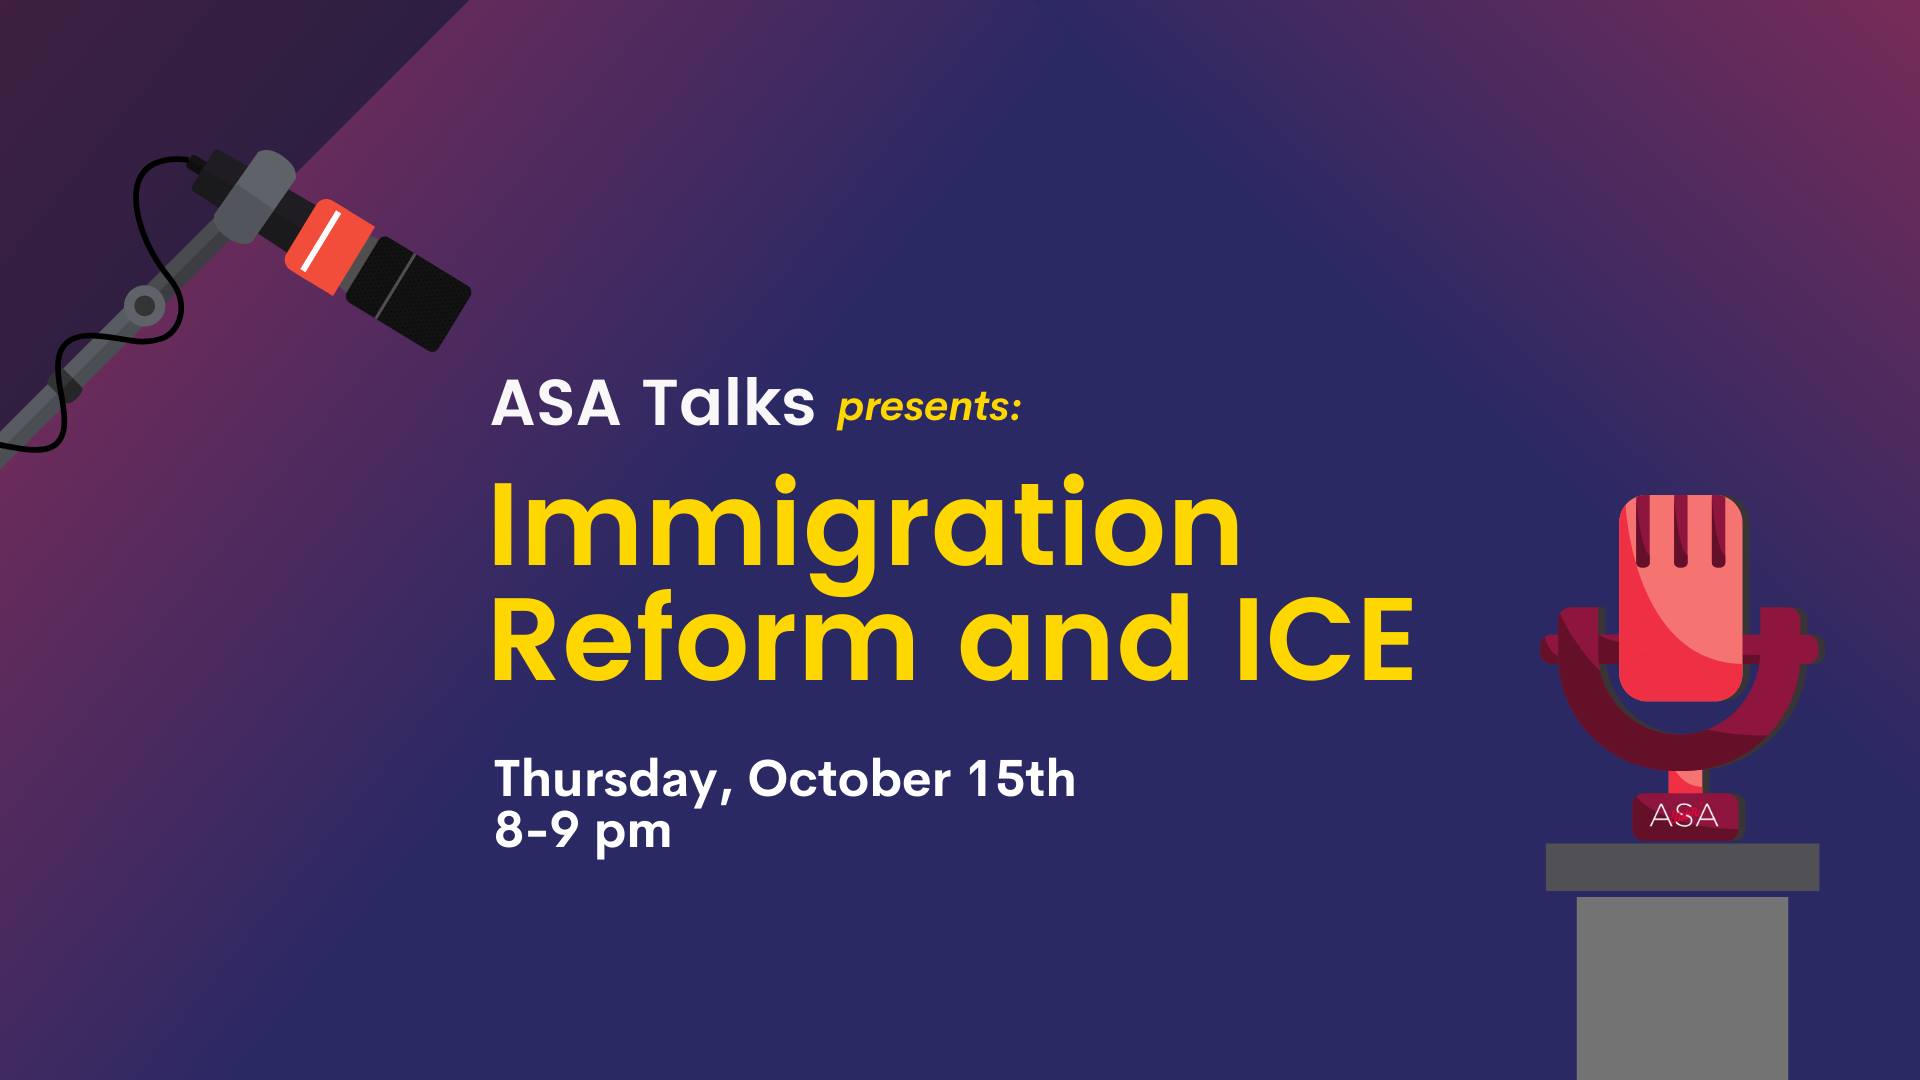 ASA Talks presents:
Immigration
Reform and ICE
Thursday, October 15th
8-9 pm
ASA